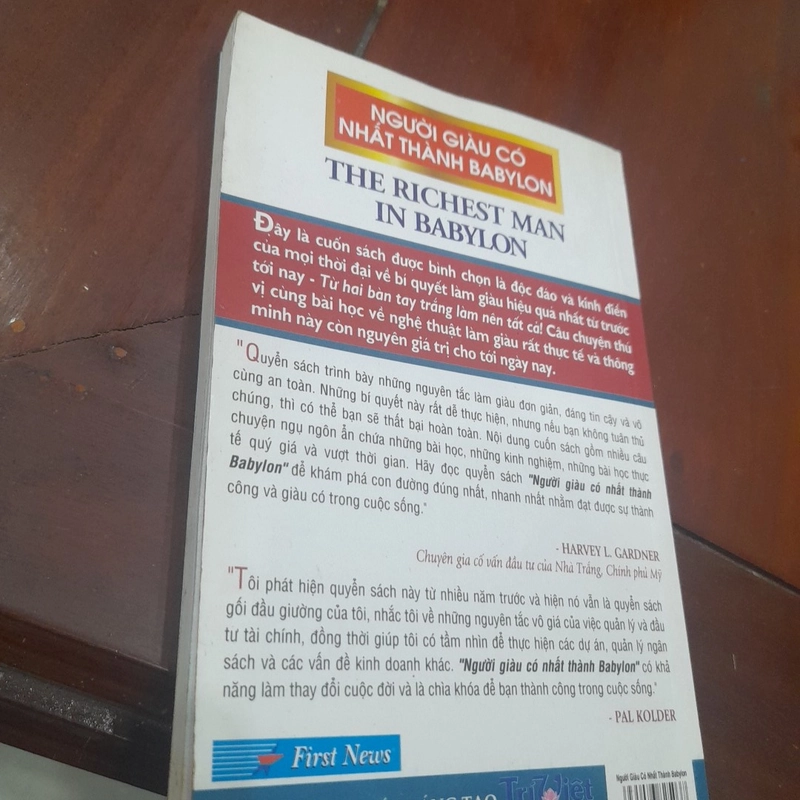 NGƯỜI GIÀU CÓ
NHẤT THÀNH BABYLON
THE RICHEST MAN
IN BABYLON
Đây là cuốn sách được bình chọn là độc đáo và kinh điển
của mọi thời đại về bí quyết làm giàu hiệu quả nhất từ trước
tới nay - Từ hai bàn tay trắng làm nên tất cả! Câu chuyện thú
vị cùng bài học về nghệ thuật làm giàu rất thực tế và thông
minh này còn nguyên giá trị cho tới ngày nay.
"Quyển sách trình bày những nguyên tắc làm giàu đơn giản, đáng tin cậy và vô
cùng an toàn. Những bí quyết này rất dễ thực hiện, nhưng nếu bạn không tuân thủ
chúng, thì có thể bạn sẽ thất bại hoàn toàn. Nội dung cuốn sách gồm nhiều câu
chuyện ngụ ngôn ẩn chứa những bài học, những kinh nghiệm, những bài học thực
tế quý giá và vượt thời gian. Hãy đọc quyển sách "Người giàu có nhất thành
Babylon" để khám phá con đường đúng nhất, nhanh nhất nhằm đạt được sự thành
công và giàu có trong cuộc sống."
- HARVEY L. GARDNER
Chuyên gia cố vấn đầu tư của Nhà Trắng, Chính phủ Mỹ
"Tôi phát hiện quyển sách này từ nhiều năm trước và hiện nó vẫn là quyển sách
gối đầu giường của tôi, nhắc tôi về những nguyên tắc vô giá của việc quản lý và đầu
tư tài chính, đồng thời giúp tôi có tầm nhìn để thực hiện các dự án, quản lý ngân
sách và các vấn đề kinh doanh khác. "Người giàu có nhất thành Babylon" có khả
năng làm thay đổi cuộc đời và là chìa khóa để bạn thành công trong cuộc sống."
- PAL KOLDER
First News
Trí Việt
Người Giàu Có Nhất Thành Babylon